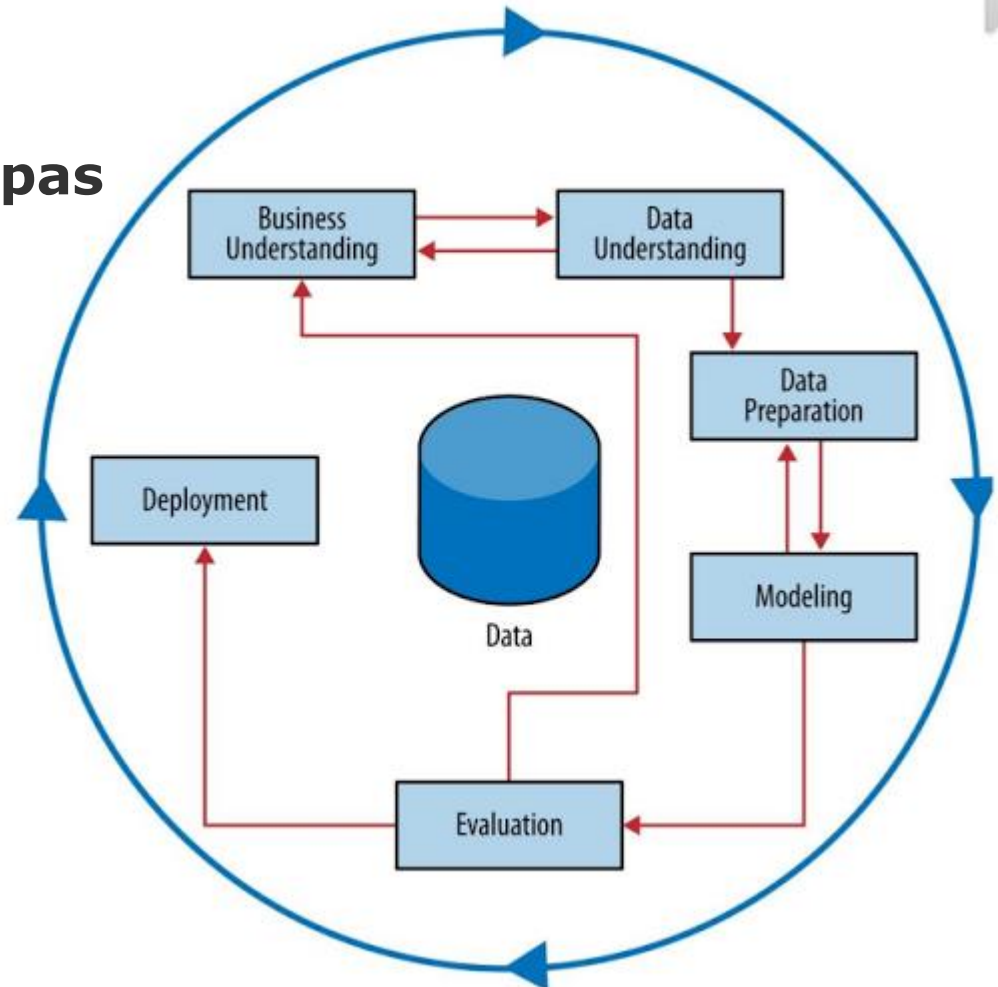 pas
Business
Understanding
Data
Understanding
Data
Preparation
Deployment
Modeling
Data
Evaluation